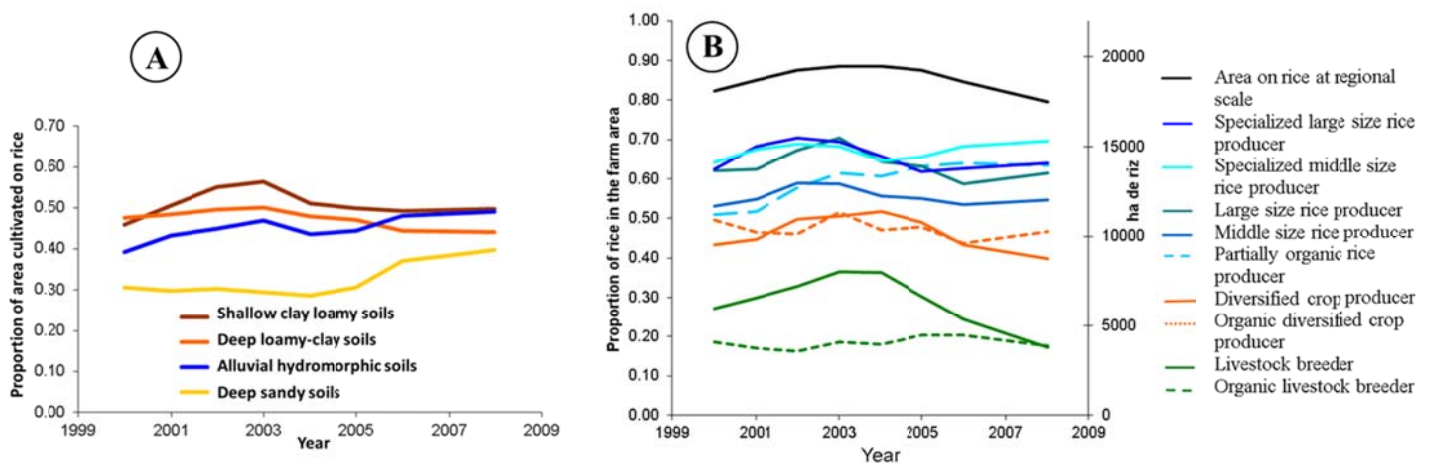 A
Proportion of area cultivated on rice
0.70
0.60
0.50
0.40
0.30
0.20
0.10
0.00
Shallow clay loamy soils
Deep loamy-clay soils
Alluvial hydromorphic soils
Deep sandy soils
1999
2001
2003
2005
2007
2009
Year
B
Proportion of rice in the farm area
1.00
0.90
0.80
0.70
0.60
0.50
0.40
0.30
0.20
0.10
0.00
1999
2001
2003
2005
2007
2009
Year
20000
15000
10000
5000
0
ha de riz
Area on rice at regional
scale
Specialized large size rice
producer
Specialized middle size
rice producer
Large size rice producer
Middle size rice producer
Partially organic rice
producer
Diversified crop producer
Organic diversified crop
producer
Livestock breeder
Organic livestock breeder